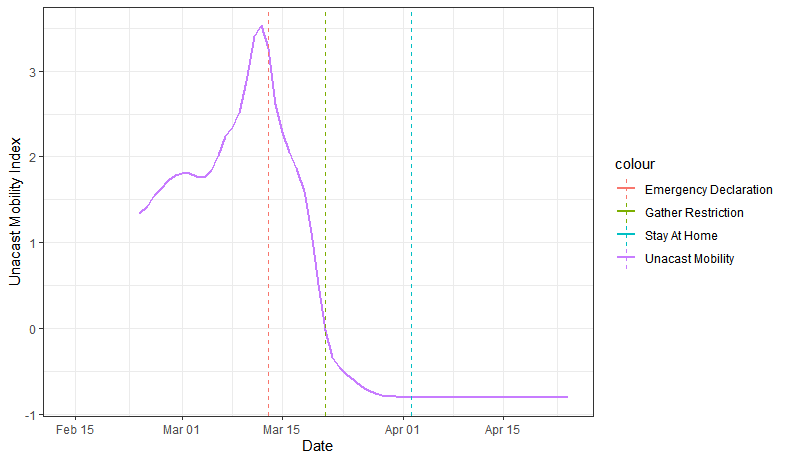 3
2
1
0
-1
Unacast Mobility Index
Feb 15
Mar 01
Mar 15
Apr 01
Apr 15
Date
colour
Emergency Declaration
Gather Restriction
Stay At Home
Unacast Mobility